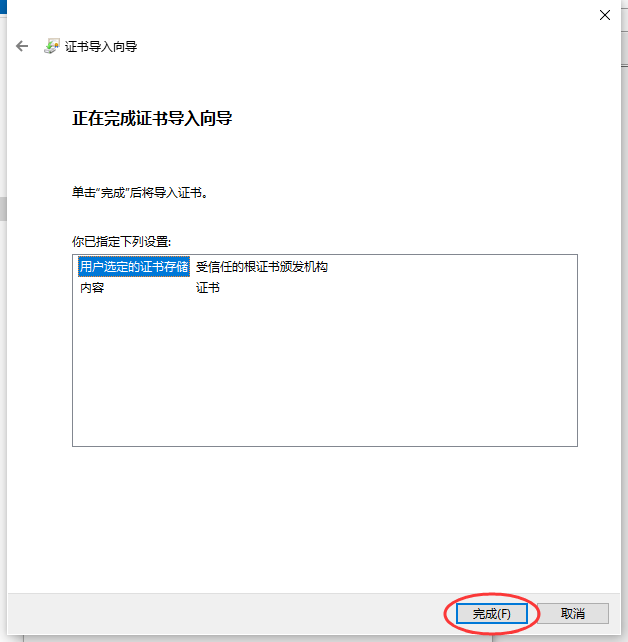 证书导入向导
正在完成证书导入向导
单击“完成”后将导入证书。
你已指定下列设置:
用户选定的证书存储 受信任的根证书颁发机构
内容 证书
完成(F) 取消